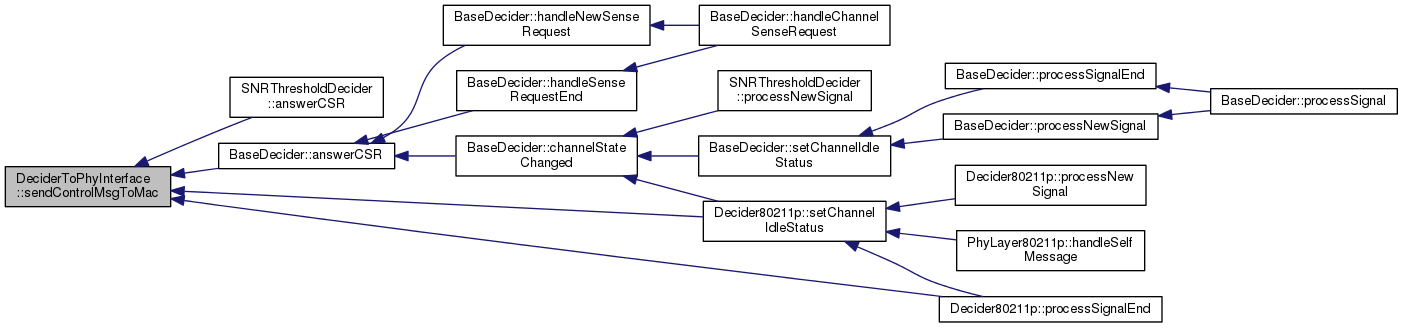 DeciderToPhyInterface
::sendControlMsgToMac
SNRThresholdDecider
::answerCSR
BaseDecider::answerCSR
BaseDecider::handleNewSense
Request
BaseDecider::handleSense
RequestEnd
BaseDecider::channelState
Changed
BaseDecider::handleChannel
SenseRequest
SNRThresholdDecider
::processNewSignal
BaseDecider::setChannelIdle
Status
Decider80211p::setChannel
IdleStatus
BaseDecider::processSignalEnd
BaseDecider::processNewSignal
Decider80211p::processNew
Signal
PhyLayer80211p::handleSelf
Message
Decider80211p::processSignalEnd
BaseDecider::processSignal